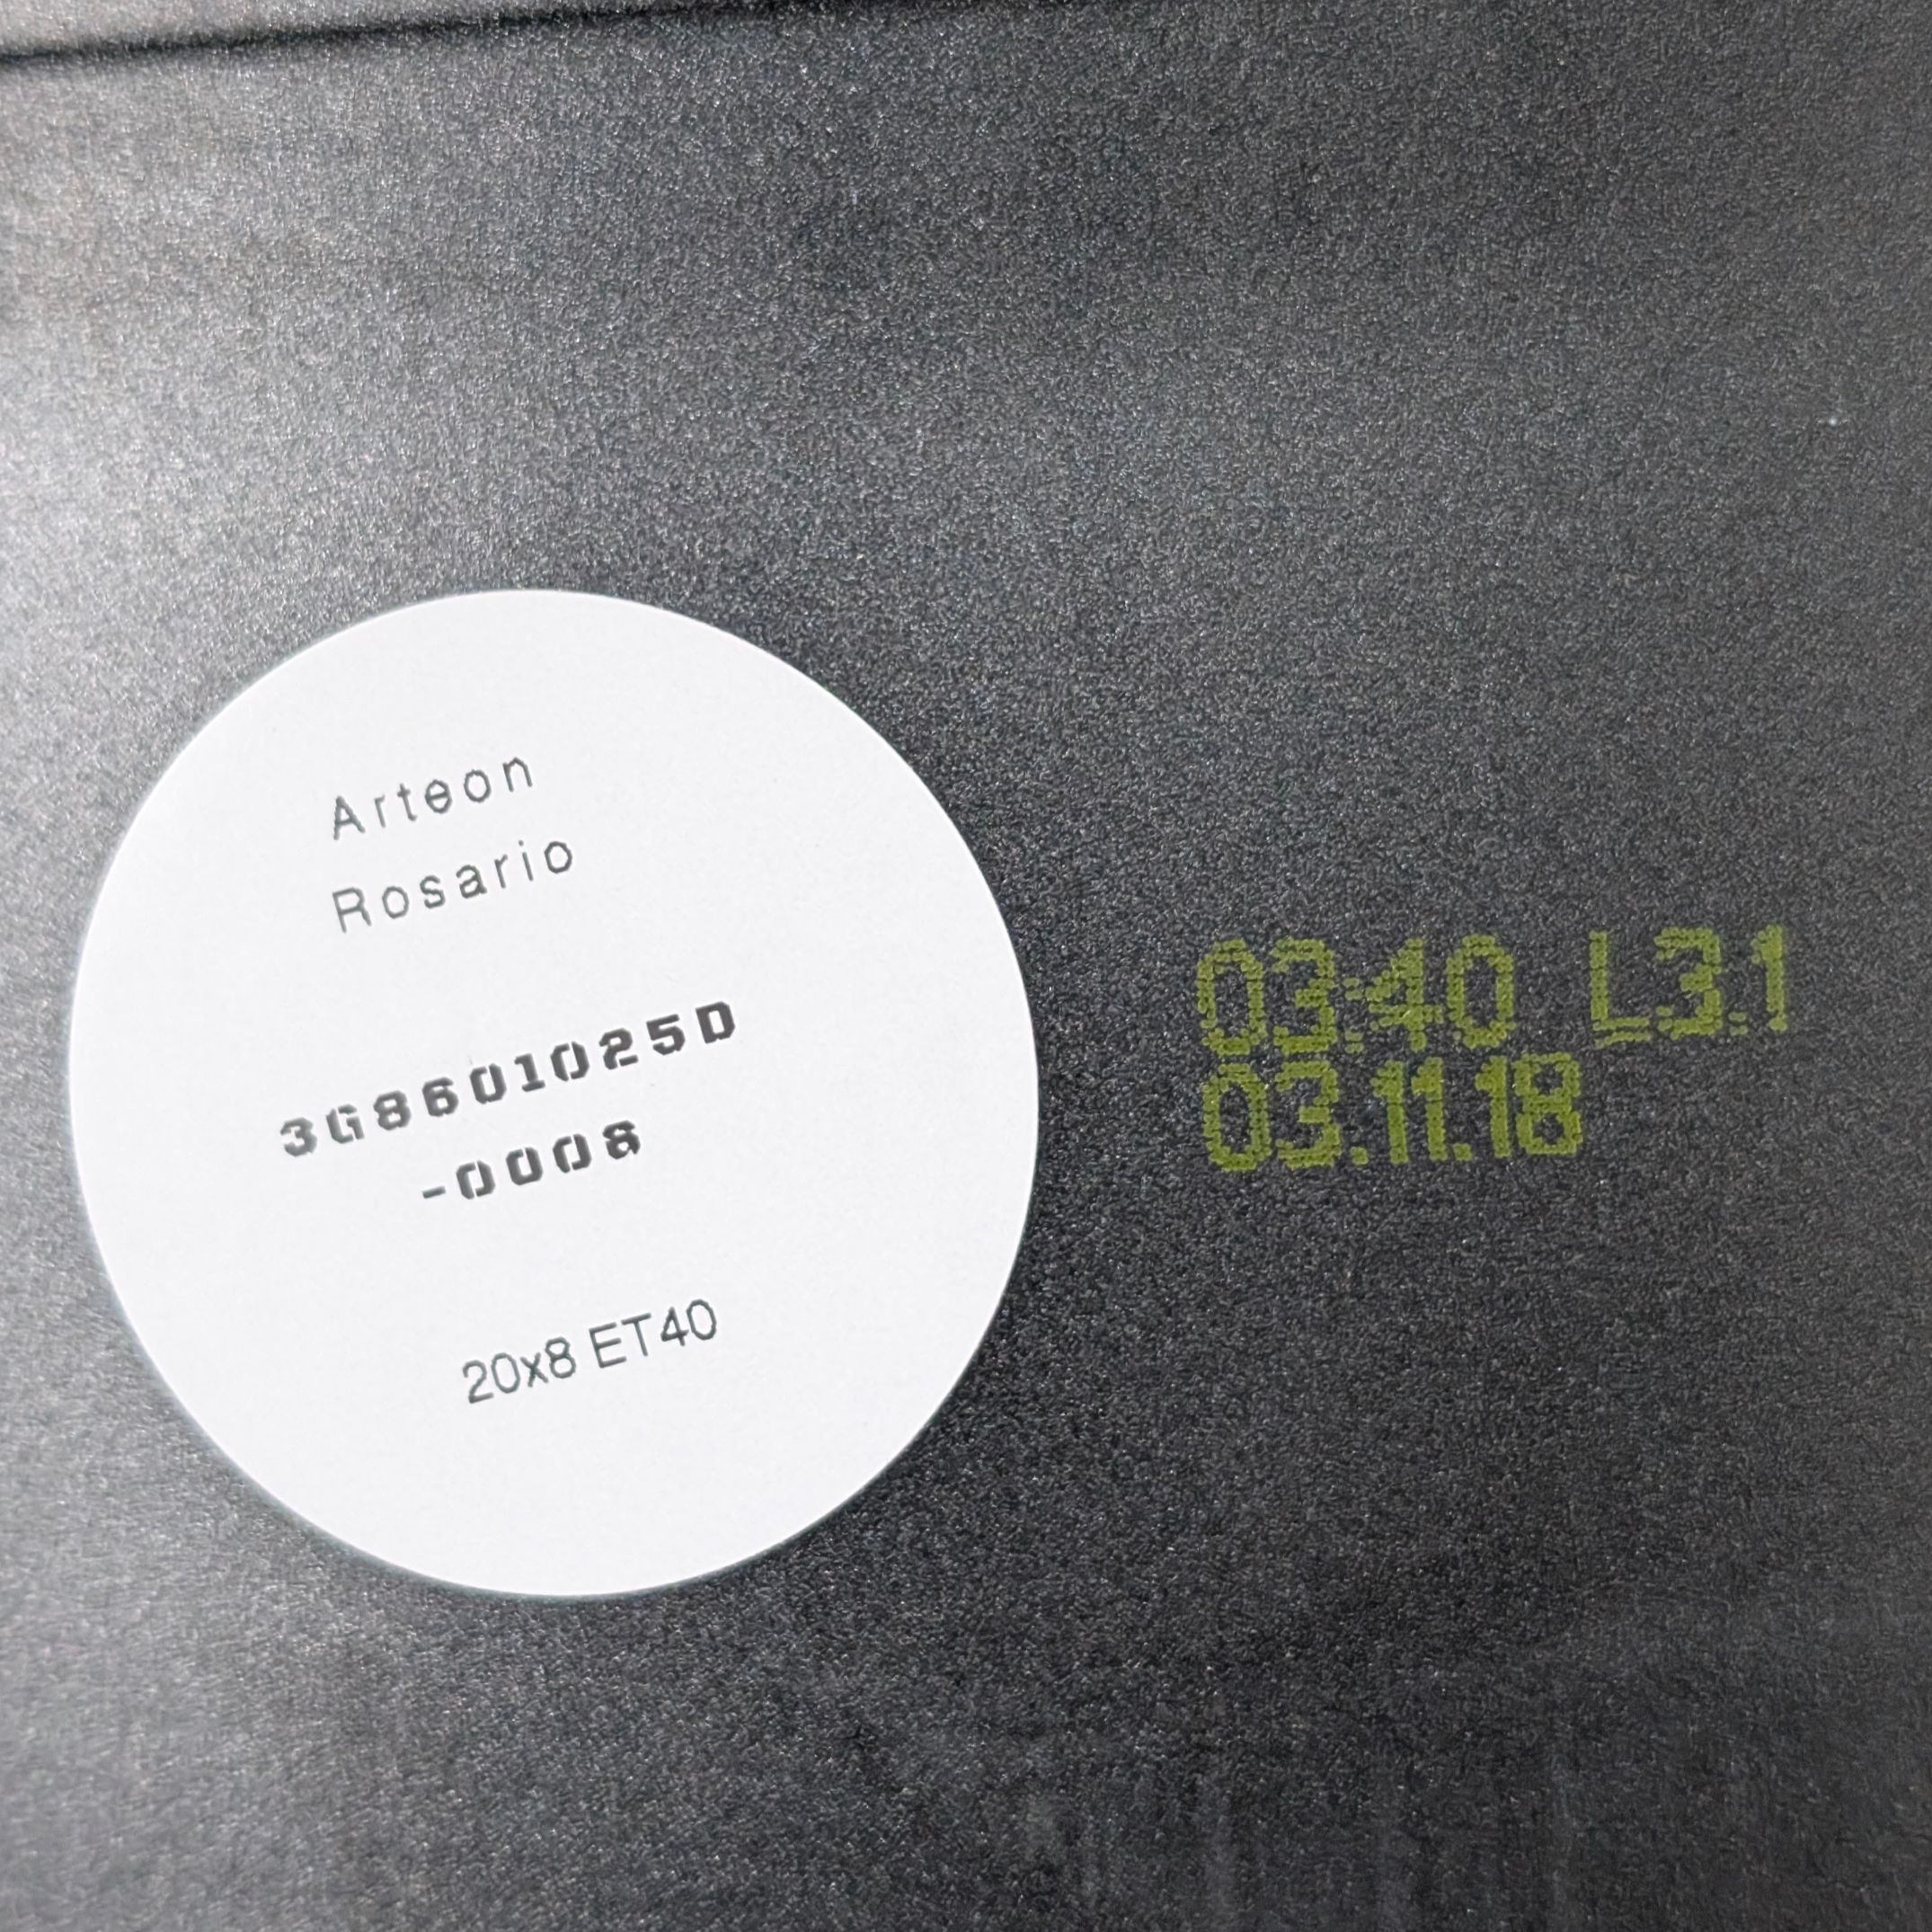 Arteon
Rosario
3G8601025D
-0008
20x8 ET40
03:40 L3.1
03.11.18